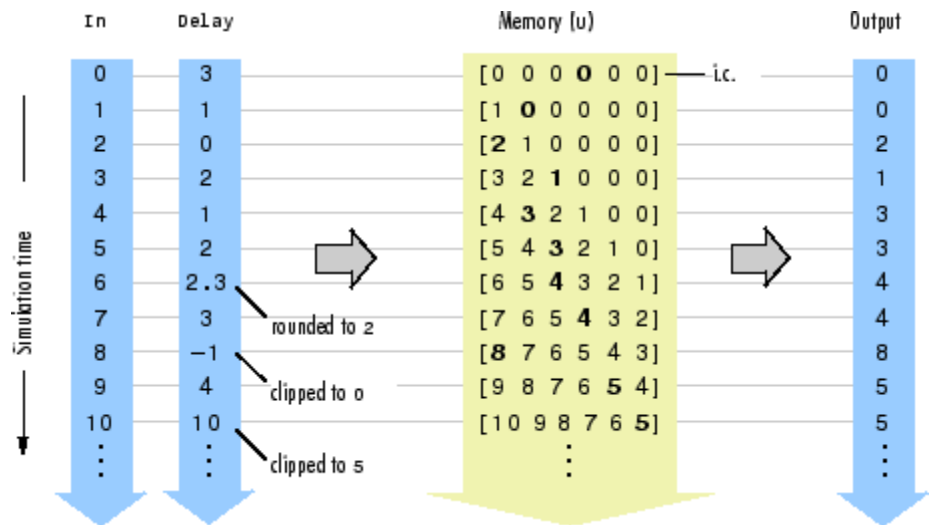 In Delay Memory (u) Output
0 3 [0 0 0 0 0 0] i.c. 0
1 1 [1 0 0 0 0 0] 0
2 0 [2 1 0 0 0 0] 2
3 2 [3 2 1 0 0 0] 1
4 1 [4 3 2 1 0 0] 3
5 2 [5 4 3 2 1 0] 3
6 2.3 [6 5 4 3 2 1] 4
rounded to 2
7 3 [7 6 5 4 3 2] 4
8 −1 [8 7 6 5 4 3] 8
clipped to 0
9 4 [9 8 7 6 5 4] 5
10 10 [10 9 8 7 6 5] 5
clipped to 5
⋮ ⋮ ⋮ ⋮
Simulation time